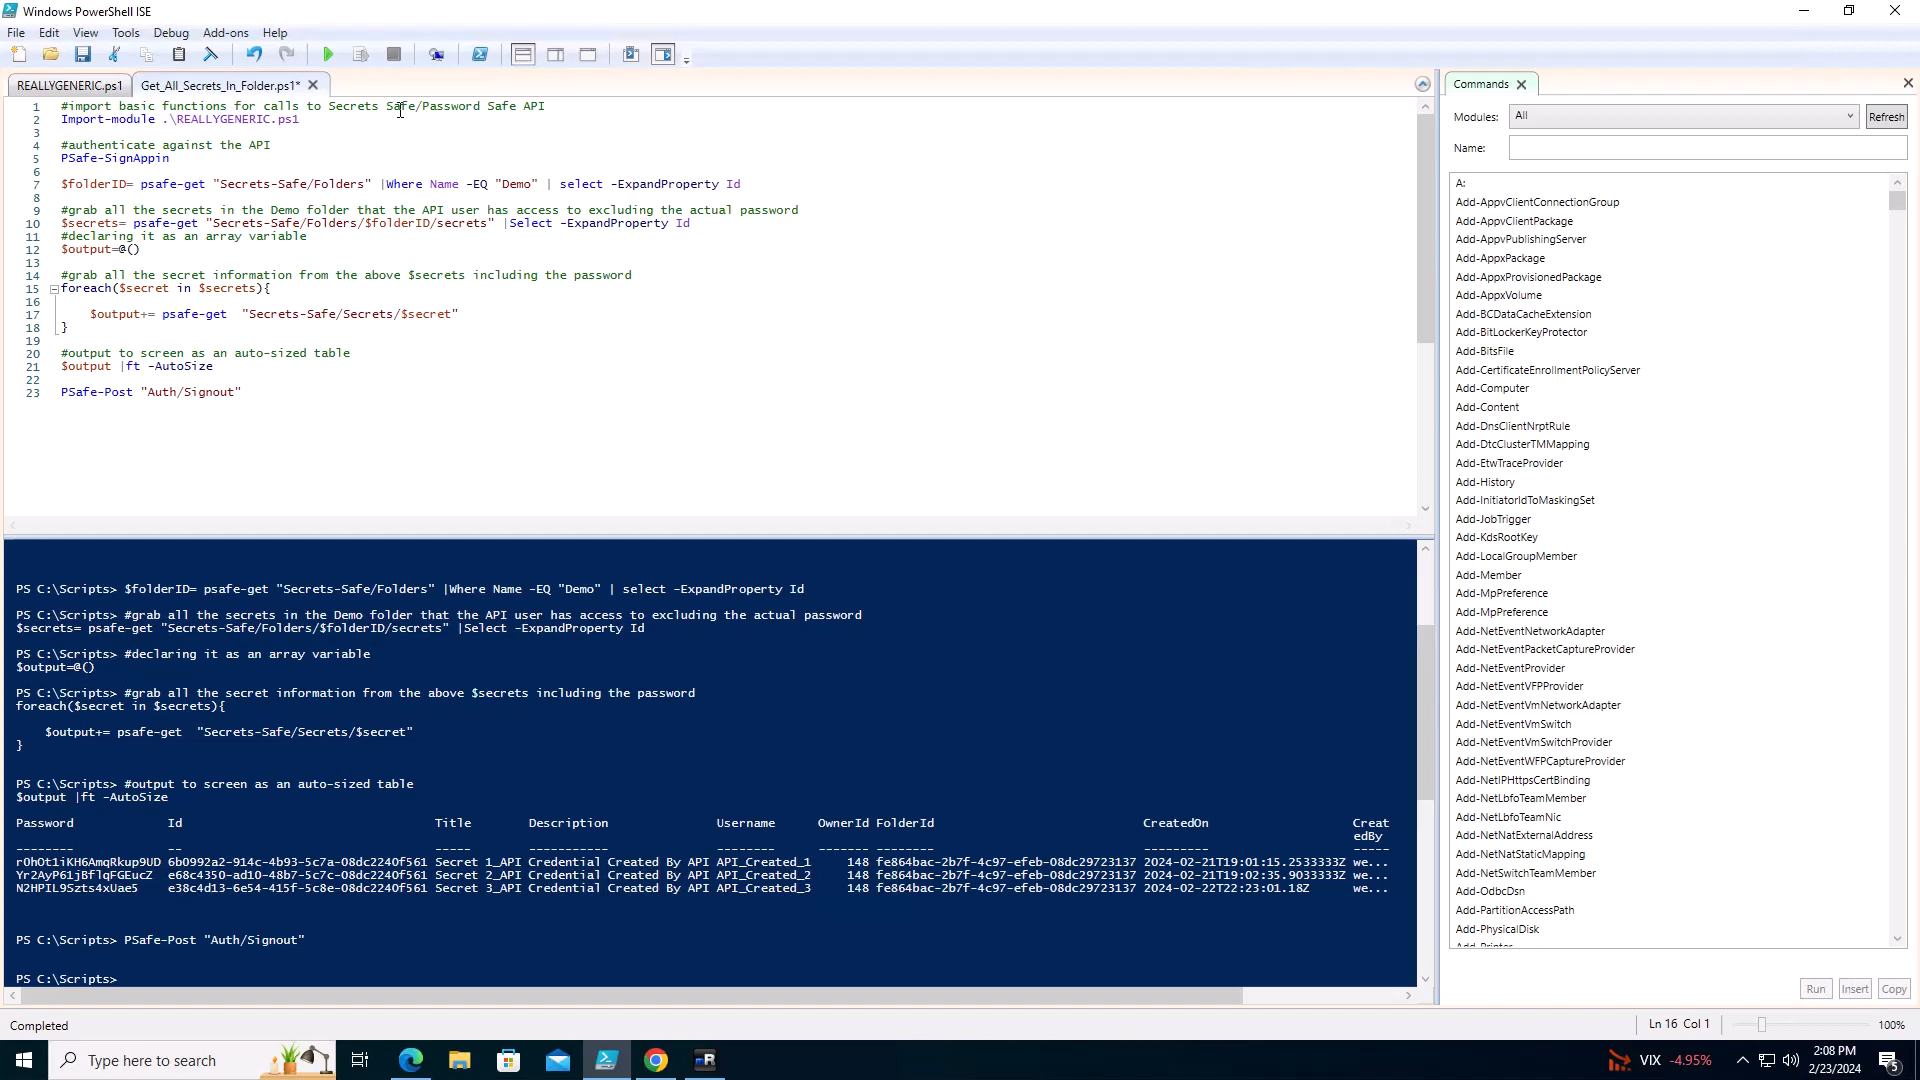 Windows PowerShell ISE
File Edit View Tools Debug Add-ons Help
REALLYGENERIC.ps1 Get_All_Secrets_In_Folder.ps1*
1 #import basic functions for calls to Secrets Safe/Password Safe API
2 Import-module .\REALLYGENERIC.ps1
3
4 #authenticate against the API
5 PSafe-SignAppin
6
7 $folderID= psafe-get "Secrets-Safe/Folders" |Where Name -EQ "Demo" | select -ExpandProperty Id
8
9 #grab all the secrets in the Demo folder that the API user has access to excluding the actual password
10 $secrets= psafe-get "Secrets-Safe/Folders/$folderID/secrets" |Select -ExpandProperty Id
11 #declaring it as an array variable
12 $output=@()
13
14 #grab all the secret information from the above $secrets including the password
15 foreach($secret in $secrets){
16
17 $output+= psafe-get  "Secrets-Safe/Secrets/$secret"
18 }
19
20 #output to screen as an auto-sized table
21 $output |ft -AutoSize
22
23 PSafe-Post "Auth/Signout"
PS C:\Scripts> $folderID= psafe-get "Secrets-Safe/Folders" |Where Name -EQ "Demo" | select -ExpandProperty Id
PS C:\Scripts> #grab all the secrets in the Demo folder that the API user has access to excluding the actual password
$secrets= psafe-get "Secrets-Safe/Folders/$folderID/secrets" |Select -ExpandProperty Id
PS C:\Scripts> #declaring it as an array variable
$output=@()
PS C:\Scripts> #grab all the secret information from the above $secrets including the password
foreach($secret in $secrets){
$output+= psafe-get  "Secrets-Safe/Secrets/$secret"
}
PS C:\Scripts> #output to screen as an auto-sized table
$output |ft -AutoSize
Password Id Title Description Username OwnerId FolderId CreatedOn Creat
edBy
-------- -- ----- ----------- -------- ------- -------- --------- -----
r0hOt1iKH6AmqRkup9UD 6b0992a2-914c-4b93-5c7a-08dc2240f561 Secret 1_API Credential Created By API API_Created_1 148 fe864bac-2b7f-4c97-efeb-08dc29723137 2024-02-21T19:01:15.2533333Z we...
Yr2AyP61jBflqFGEucZ e68c4350-ad10-48b7-5c7c-08dc2240f561 Secret 2_API Credential Created By API API_Created_2 148 fe864bac-2b7f-4c97-efeb-08dc29723137 2024-02-21T19:02:35.9033333Z we...
N2HPIL9Szts4xUae5 e38c4d13-6e54-415f-5c8e-08dc2240f561 Secret 3_API Credential Created By API API_Created_3 148 fe864bac-2b7f-4c97-efeb-08dc29723137 2024-02-22T22:23:01.18Z we...
PS C:\Scripts> PSafe-Post "Auth/Signout"
PS C:\Scripts>
Commands
Modules: All Refresh
Name:
A:
Add-AppvClientConnectionGroup
Add-AppvClientPackage
Add-AppvPublishingServer
Add-AppxPackage
Add-AppxProvisionedPackage
Add-AppxVolume
Add-BCDataCacheExtension
Add-BitLockerKeyProtector
Add-BitsFile
Add-CertificateEnrollmentPolicyServer
Add-Computer
Add-Content
Add-DnsClientNrptRule
Add-DtcClusterTMMapping
Add-EtwTraceProvider
Add-History
Add-InitiatorIdToMaskingSet
Add-JobTrigger
Add-KdsRootKey
Add-LocalGroupMember
Add-Member
Add-MpPreference
Add-MpPreference
Add-NetEventNetworkAdapter
Add-NetEventPacketCaptureProvider
Add-NetEventProvider
Add-NetEventVFPProvider
Add-NetEventVmNetworkAdapter
Add-NetEventVmSwitch
Add-NetEventVmSwitchProvider
Add-NetEventWFPCaptureProvider
Add-NetIPHttpsCertBinding
Add-NetLbfoTeamMember
Add-NetLbfoTeamNic
Add-NetNatExternalAddress
Add-NetNatStaticMapping
Add-NetSwitchTeamMember
Add-OdbcDsn
Add-PartitionAccessPath
Add-PhysicalDisk
Add-Printer
Run Insert Copy
Completed Ln 16 Col 1 100%
Type here to search VIX -4.95% 2:08 PM
2/23/2024 5